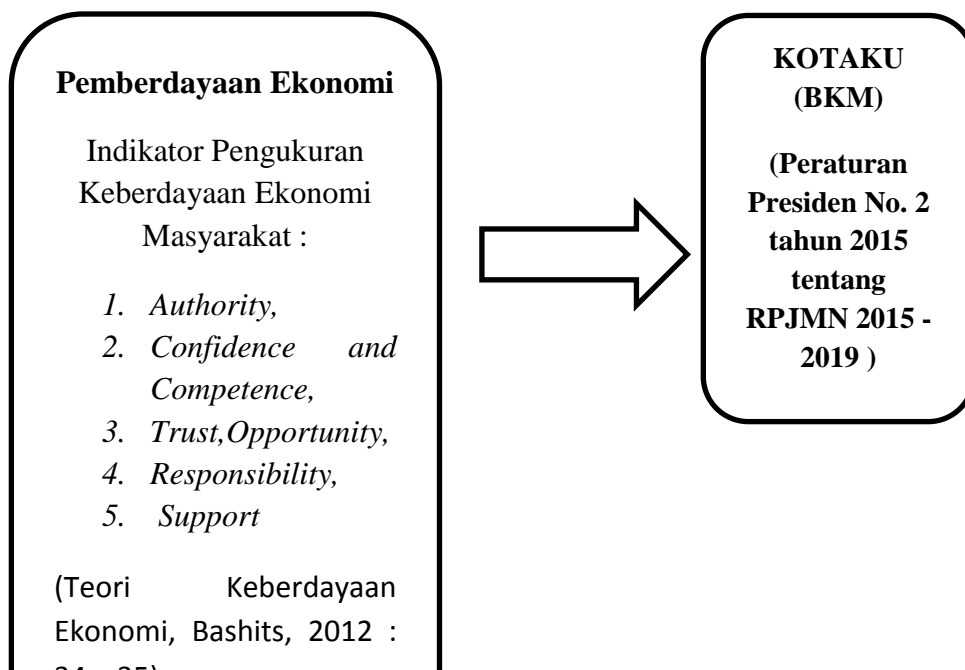 Pemberdayaan Ekonomi
Indikator Pengukuran
Keberdayaan Ekonomi
Masyarakat :
1. Authority,
2. Confidence and
Competence,
3. Trust,Opportunity,
4. Responsibility,
5. Support
(Teori Keberdayaan
Ekonomi, Bashits, 2012 :
KOTAKU
(BKM)
(Peraturan
Presiden No. 2
tahun 2015
tentang
RPJMN 2015 -
2019 )